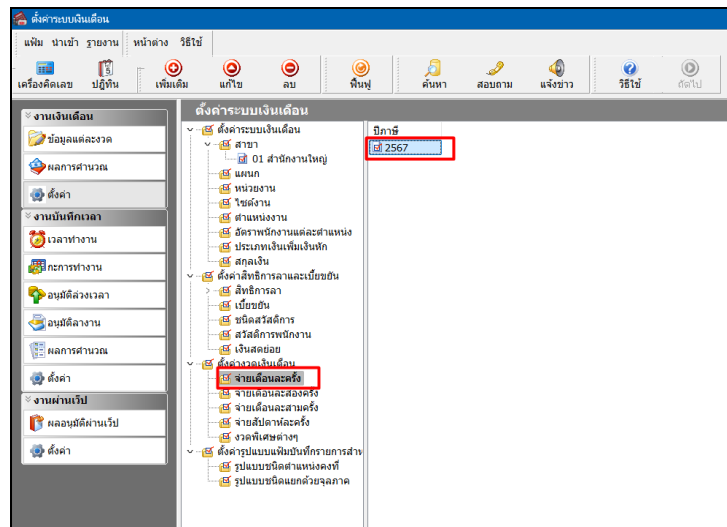 ตั้งค่าระบบเงินเดือน
แฟ้ม นำเข้า รายงาน หน้าต่าง วิธีใช้
เครื่องคิดเลข ปฏิทิน เพิ่มเติม แก้ไข ลบ ฟื้นฟู ค้นหา สอบถาม แจ้งข่าว วิธีใช้ ถัดไป
งานเงินเดือน
ข้อมูลแต่ละงวด
ผลการคำนวณ
ตั้งค่า
งานบันทึกเวลา
เวลาทำงาน
กะการทำงาน
อนุมัติล่วงเวลา
อนุมัติลางาน
ผลการคำนวณ
ตั้งค่า
งานผ่านเว็ป
ผลอนุมัติผ่านเว็ป
ตั้งค่า
ตั้งค่าระบบเงินเดือน
ตั้งค่าระบบเงินเดือน
สาขา
01 สำนักงานใหญ่
แผนก
หน่วยงาน
ไซต์งาน
ตำแหน่งงาน
อัตราพนักงานแต่ละตำแหน่ง
ประเภทเงินเพิ่มเงินหัก
สกุลเงิน
ตั้งค่าสิทธิการลาและเบี้ยขยัน
สิทธิการลา
เบี้ยขยัน
ชนิดสวัสดิการ
สวัสดิการพนักงาน
เงินสดย่อย
ตั้งค่างวดเงินเดือน
จ่ายเดือนละครั้ง
จ่ายเดือนละสองครั้ง
จ่ายเดือนละสามครั้ง
จ่ายสัปดาห์ละครั้ง
งวดพิเศษต่างๆ
ตั้งค่ารูปแบบแฟ้มบันทึกรายการสำห
รูปแบบชนิดตำแหน่งคงที่
รูปแบบชนิดแยกด้วยจุลภาค
ปีภาษี
2567